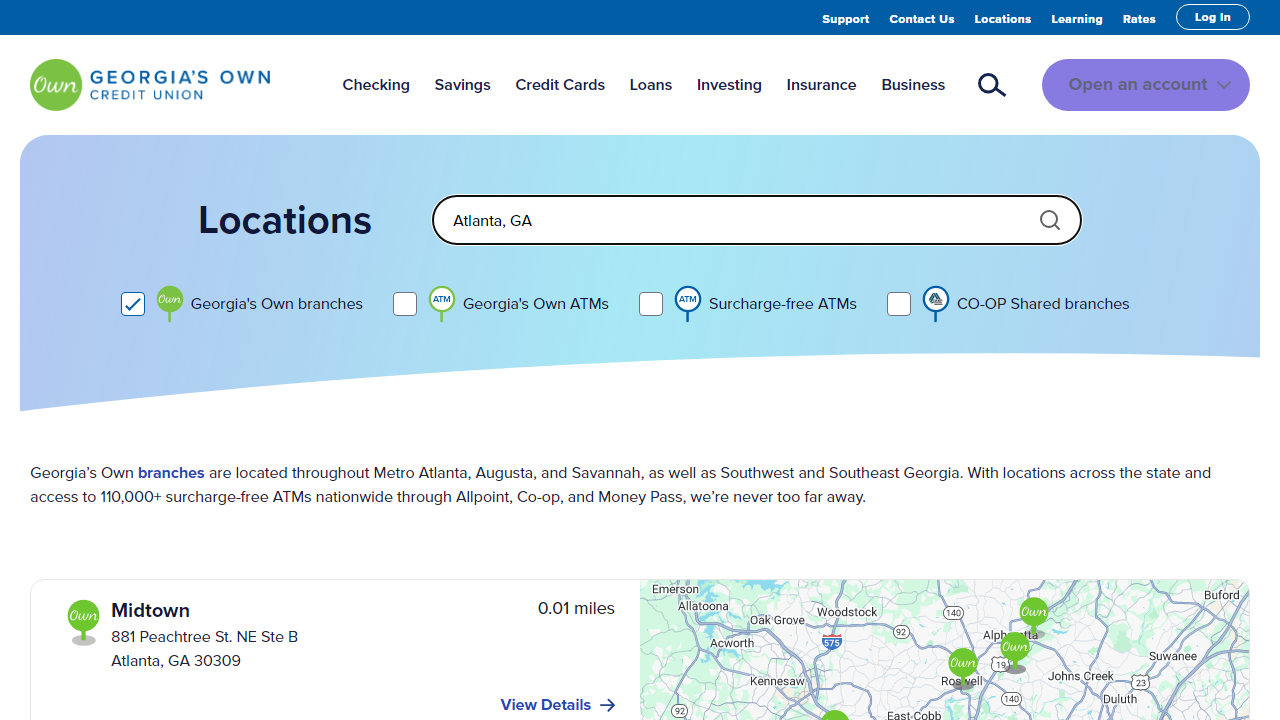 Support Contact Us Locations Learning Rates Log In
Own GEORGIA'S OWN
CREDIT UNION
Checking Savings Credit Cards Loans Investing Insurance Business Open an account
Locations
Atlanta, GA
Own Georgia's Own branches ATM Georgia's Own ATMs ATM Surcharge-free ATMs CO-OP Shared branches
Georgia’s Own branches are located throughout Metro Atlanta, Augusta, and Savannah, as well as Southwest and Southeast Georgia. With locations across the state and
access to 110,000+ surcharge-free ATMs nationwide through Allpoint, Co-op, and Money Pass, we’re never too far away.
Own Midtown 0.01 miles
881 Peachtree St. NE Ste B
Atlanta, GA 30309
View Details
Emerson
Buford
Allatoona
Woodstock
140
Own
Oak Grove
92
575
Acworth
Own
Suwanee
Own
19
Kennesaw
Johns Creek
23
92
140
Duluth
East-Cobb